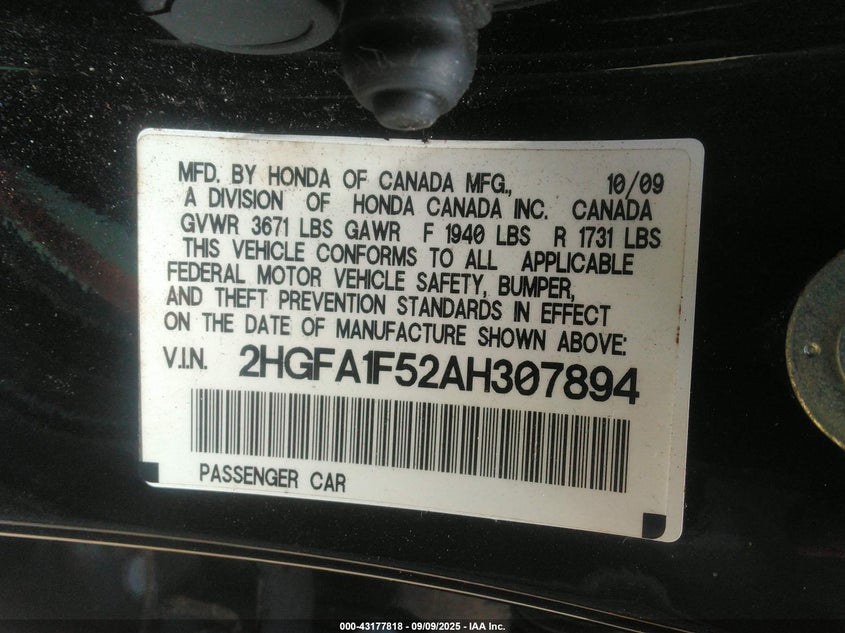 MFD. BY HONDA OF CANADA MFG., 10/09
A DIVISION OF HONDA CANADA INC. CANADA
GVWR 3671 LBS GAWR F 1940 LBS R 1731 LBS
THIS VEHICLE CONFORMS TO ALL APPLICABLE
FEDERAL MOTOR VEHICLE SAFETY, BUMPER,
AND THEFT PREVENTION STANDARDS IN EFFECT
ON THE DATE OF MANUFACTURE SHOWN ABOVE:
V.I.N. 2HGFA1F52AH307894
PASSENGER CAR
000-43177818 - 09/09/2025 - IAA Inc.